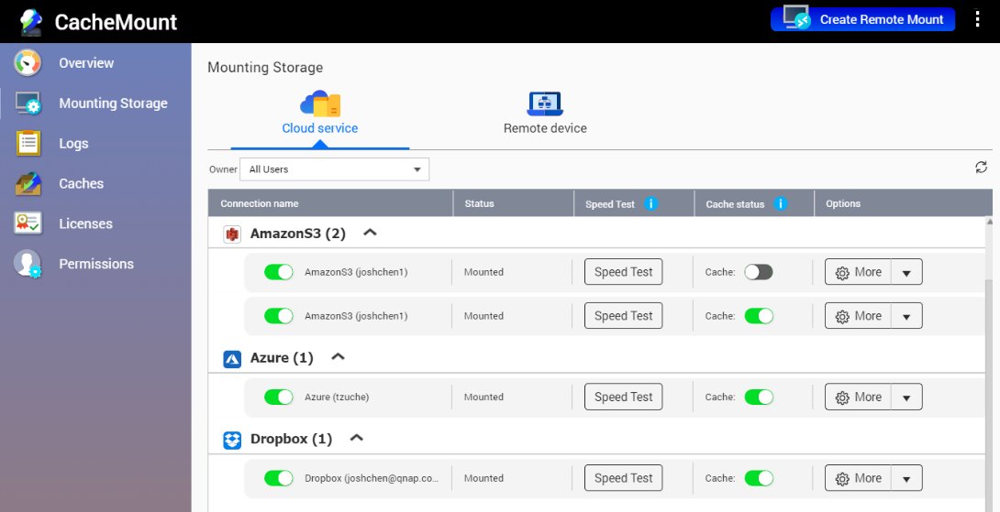 CacheMount
Create Remote Mount
Overview
Mounting Storage
Logs
Caches
Licenses
Permissions
Mounting Storage
Cloud service
Remote device
Owner All Users
Connection name Status Speed Test i Cache status i Options
AmazonS3 (2)
AmazonS3 (joshchen1) Mounted Speed Test Cache: More
AmazonS3 (joshchen1) Mounted Speed Test Cache: More
Azure (1)
Azure (tzuche) Mounted Speed Test Cache: More
Dropbox (1)
Dropbox (joshchen@qnap.co... Mounted Speed Test Cache: More